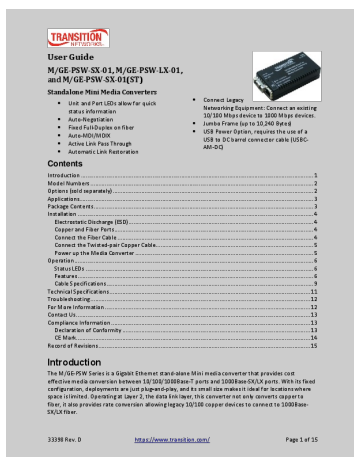 TRANSITION
NETWORKS
User Guide
M/GE-PSW-SX-01, M/GE-PSW-LX-01,
and M/GE-PSW-SX-01(ST)
Standalone Mini Media Converters
• Unit and Port LEDs allow for quick
status information
• Auto-Negotiation
• Fixed Full-Duplex on fiber
• Auto-MDI/MDIX
• Active Link Pass Through
• Automatic Link Restoration
• Connect Legacy
Networking Equipment: Connect an existing
10/100 Mbps device to 1000 Mbps devices.
• Jumbo Frame (up to 10,240 Bytes)
• USB Power Option, requires the use of a
USB to DC barrel connector cable (USBC-
AM-DC)
Contents
Introduction 1
Model Numbers 2
Options (sold separately) 2
Applications 3
Package Contents 3
Installation 4
Electrostatic Discharge (ESD) 4
Copper and Fiber Ports 4
Connect the Fiber Cable 4
Connect the Twisted-pair Copper Cable 5
Power up the Media Converter 5
Operation 6
Status LEDs 6
Features 6
Cable Specifications 9
Technical Specifications 11
Troubleshooting 12
For More Information 12
Contact Us 13
Compliance Information 13
Declaration of Conformity 13
CE Mark 14
Record of Revisions 15
Introduction
The M/GE-PSW Series is a Gigabit Ethernet stand-alone Mini media converter that provides cost
effective media conversion between 10/100/1000Base-T ports and 1000Base-SX/LX ports. With its fixed
configuration, deployments are just plug-and-play, and its small size makes it ideal for locations where
space is limited. Operating at Layer 2, the data link layer, this converter not only converts copper to
fiber, it also provides rate conversion allowing legacy 10/100 copper devices to connect to 1000Base-
SX/LX fiber.
33398 Rev. D https://www.transition.com/ Page 1 of 15